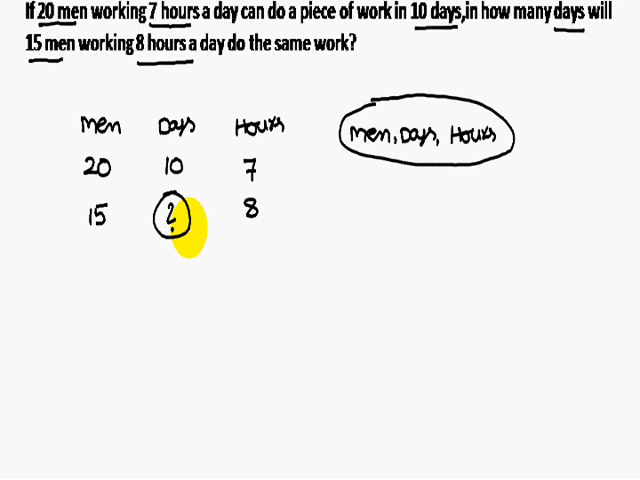 If 20 men working 7 hours a day can do a piece of work in 10 days,in how many days will
15 men working 8 hours a day do the same work?
Men Days Hours
Men, Days, Hours
20 10 7
15 ? 8